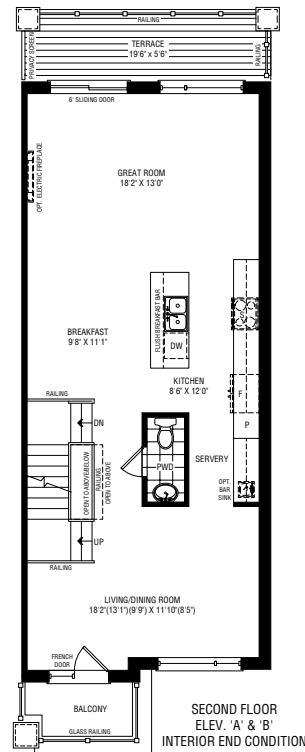 RAILING
TERRACE
19'6" x 5'6"
PRIVACY SCREEN
RAILING
6' SLIDING DOOR
OPT. ELECTRIC FIREPLACE
GREAT ROOM
18'2" X 13'0"
BREAKFAST
9'8" X 11'1"
FLUSH BREAKFAST BAR
DW
KITCHEN
8'6" X 12'0"
F
P
RAILING
DN
OPEN TO ABOVE/BELOW
RAILING
OPEN TO ABOVE
UP
RAILING
PWD
SERVERY
OPT.
BAR
SINK
LIVING/DINING ROOM
18'2"(13'1")(9'9") X 11'10"(8'5")
FRENCH
DOOR
BALCONY
GLASS RAILING
SECOND FLOOR
ELEV. 'A' & 'B'
INTERIOR END CONDITION